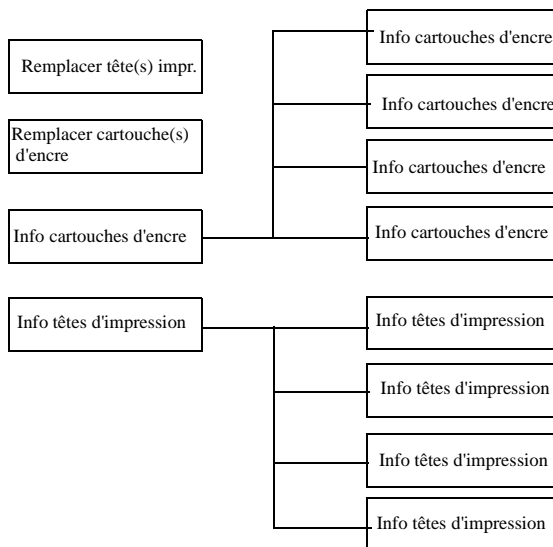 Remplacer tête(s) impr.
Remplacer cartouche(s)
d'encre
Info cartouches d'encre
Info têtes d'impression
Info cartouches d'encre
Info cartouches d'encre
Info cartouches d'encre
Info cartouches d'encre
Info têtes d'impression
Info têtes d'impression
Info têtes d'impression
Info têtes d'impression